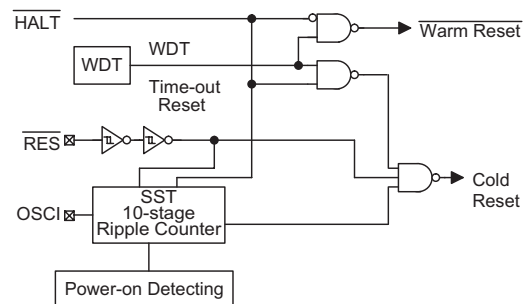 HALT
WDT
WDT
Time-out
Reset
Warm Reset
RES
Cold
Reset
OSCI
SST
10-stage
Ripple Counter
Power-on Detecting